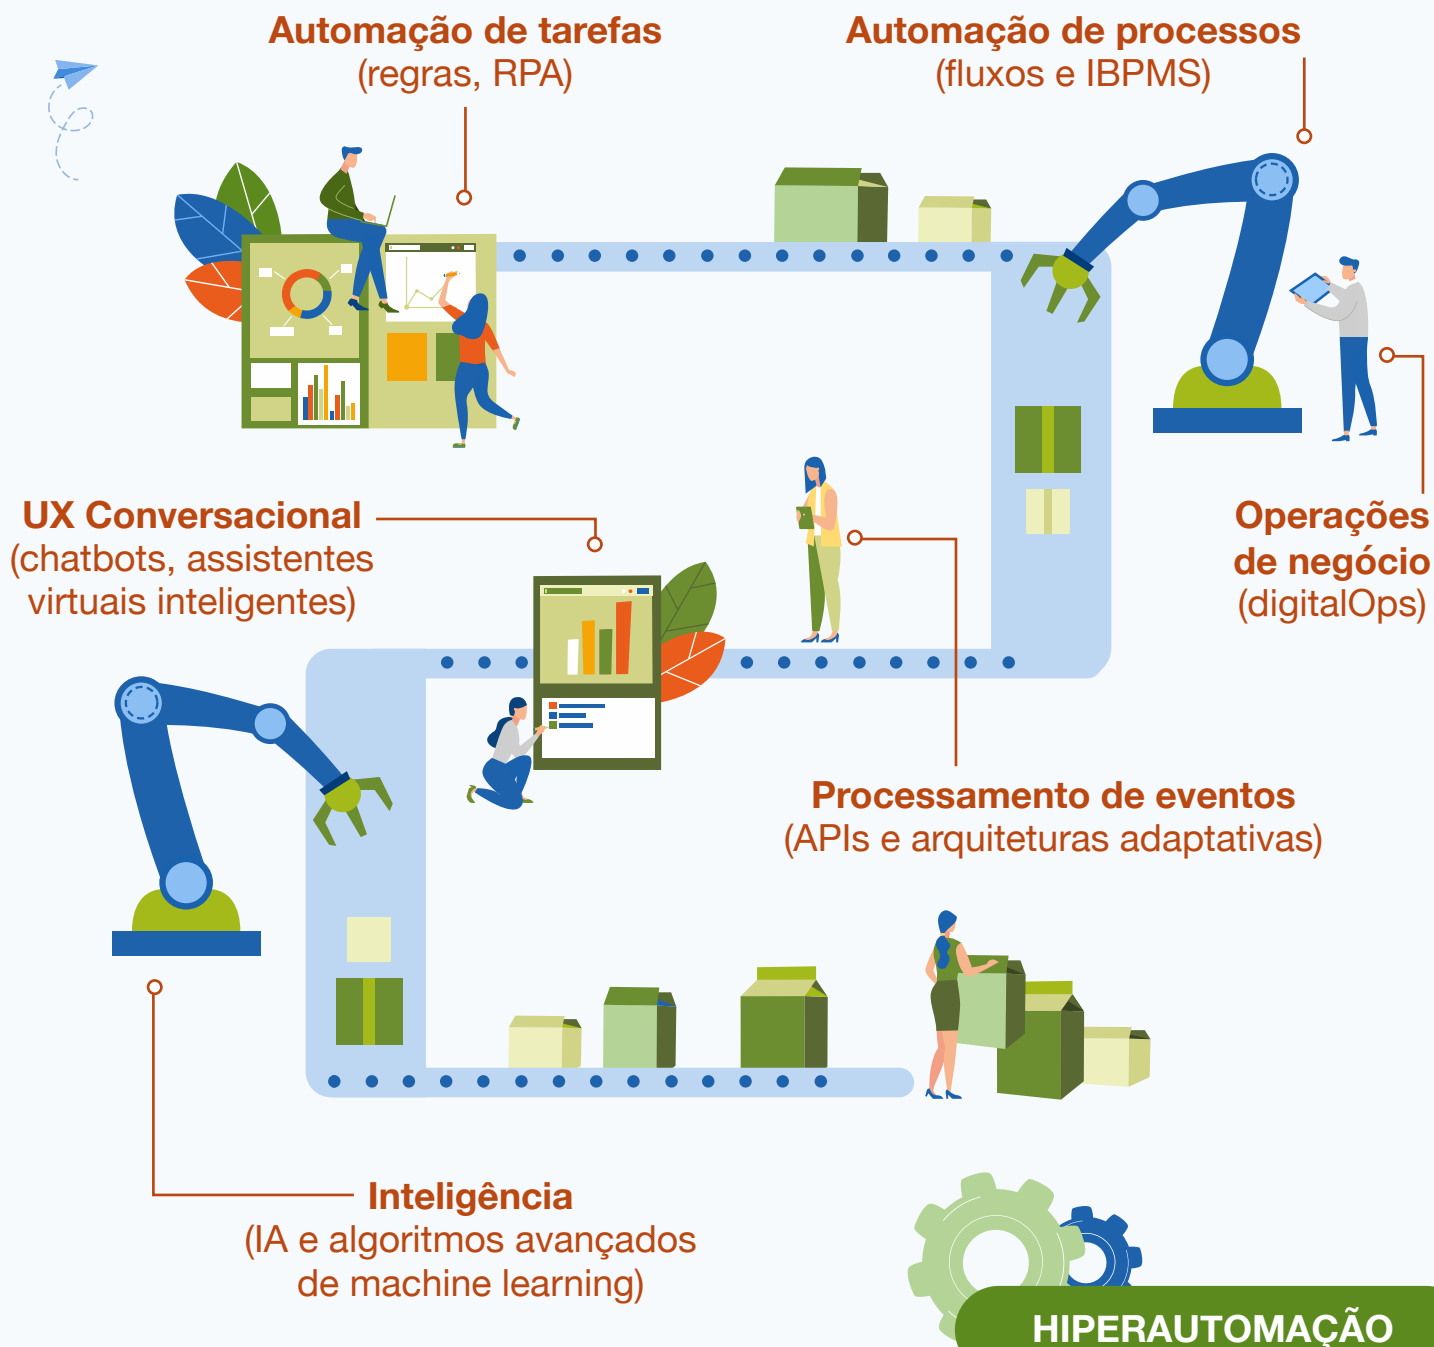 Automação de tarefas
(regras, RPA)
Automação de processos
(fluxos e IBPMS)
UX Conversacional
(chatbots, assistentes
virtuais inteligentes)
Operações
de negócio
(digitalOps)
Processamento de eventos
(APIs e arquiteturas adaptativas)
Inteligência
(IA e algoritmos avançados
de machine learning)
HIPERAUTOMAÇÃO